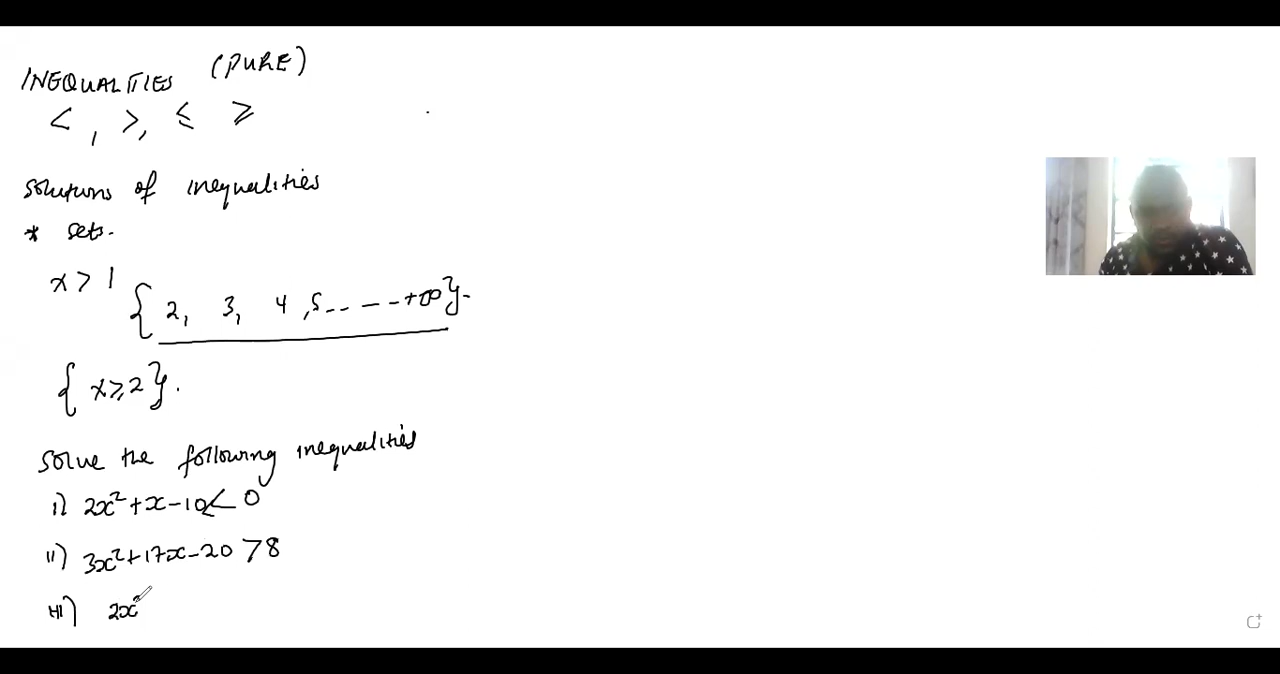 INEQUALITIES (PURE)
< , >, ≤ ≥
Solutions of inequalities
* sets.
x > 1
{ 2, 3, 4, 5.. — - +∞}.
{ x ≥ 2 }.
Solve the following inequalities
i) 2x² + x - 10 < 0
ii) 3x² + 17x - 20 > 8
iii) 2x²